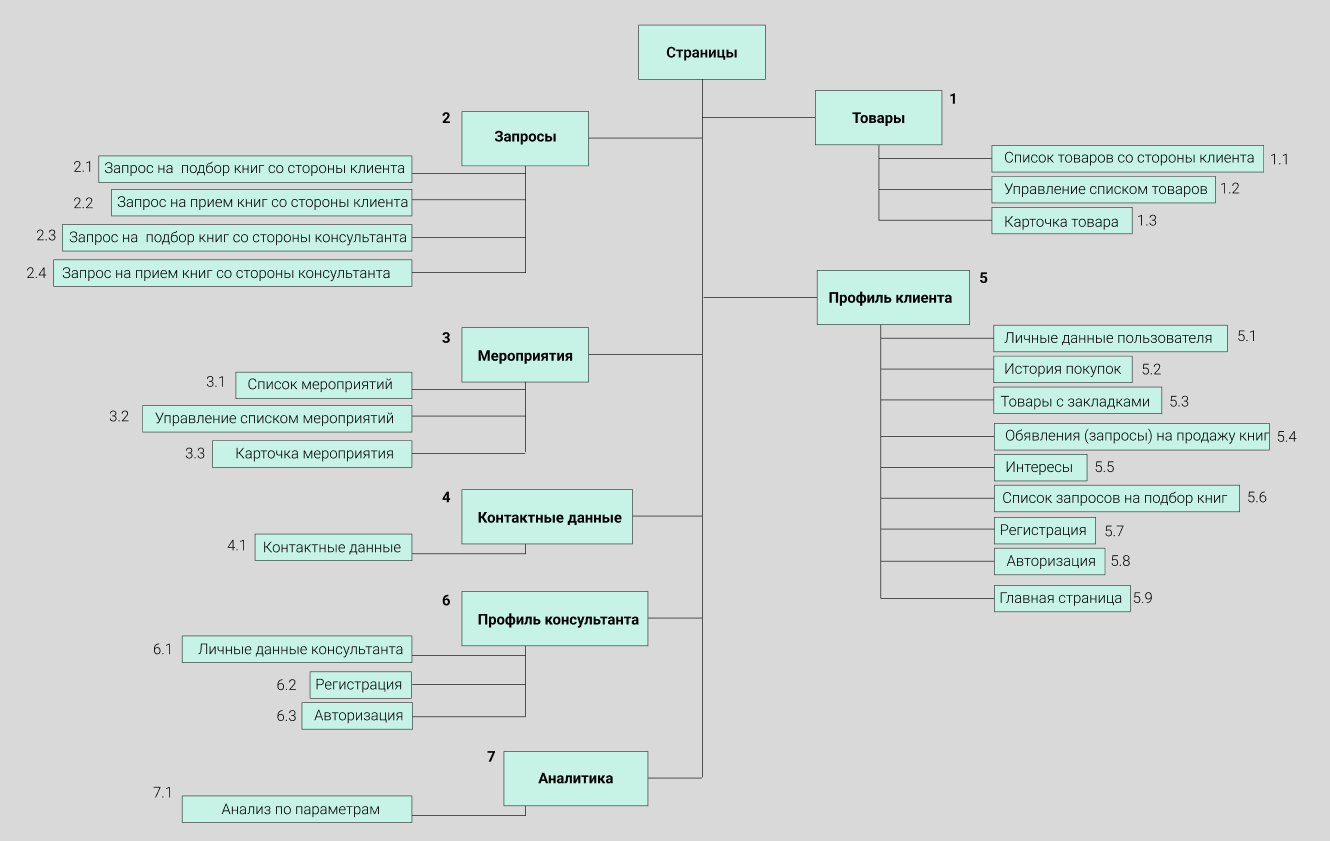 Страницы
1
Товары
1.1
Список товаров со стороны клиента
1.2
Управление списком товаров
1.3
Карточка товара
2
Запросы
2.1
Запрос на подбор книг со стороны клиента
2.2
Запрос на прием книг со стороны клиента
2.3
Запрос на подбор книг со стороны консультанта
2.4
Запрос на прием книг со стороны консультанта
3
Мероприятия
3.1
Список мероприятий
3.2
Управление списком мероприятий
3.3
Карточка мероприятия
4
Контактные данные
4.1
Контактные данные
5
Профиль клиента
5.1
Личные данные пользователя
5.2
История покупок
5.3
Товары с закладками
5.4
Обявления (запросы) на продажу книг
5.5
Интересы
5.6
Список запросов на подбор книг
5.7
Регистрация
5.8
Авторизация
5.9
Главная страница
6
Профиль консультанта
6.1
Личные данные консультанта
6.2
Регистрация
6.3
Авторизация
7
Аналитика
7.1
Анализ по параметрам